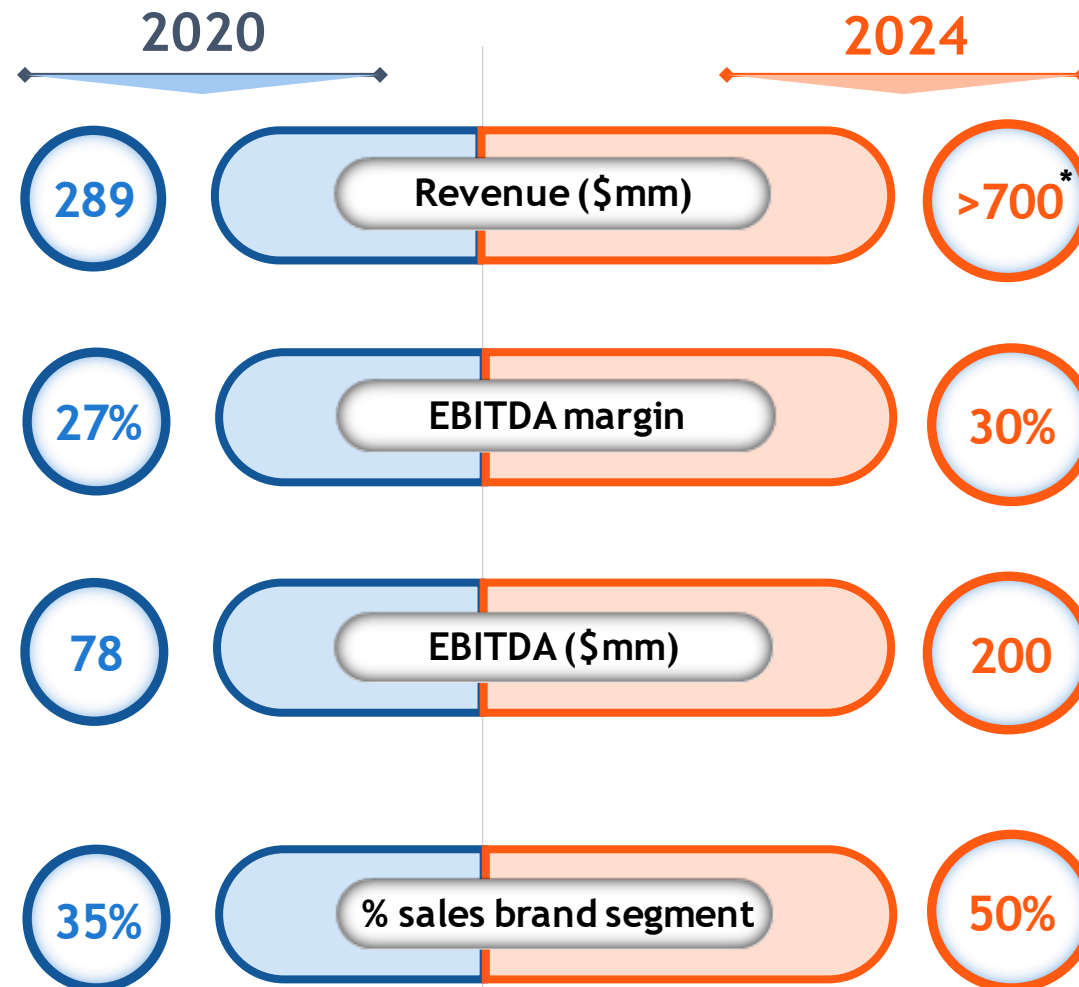 2020 2024
289 Revenue ($mm) >700*
27% EBITDA margin 30%
78 EBITDA ($mm) 200
35% % sales brand segment 50%